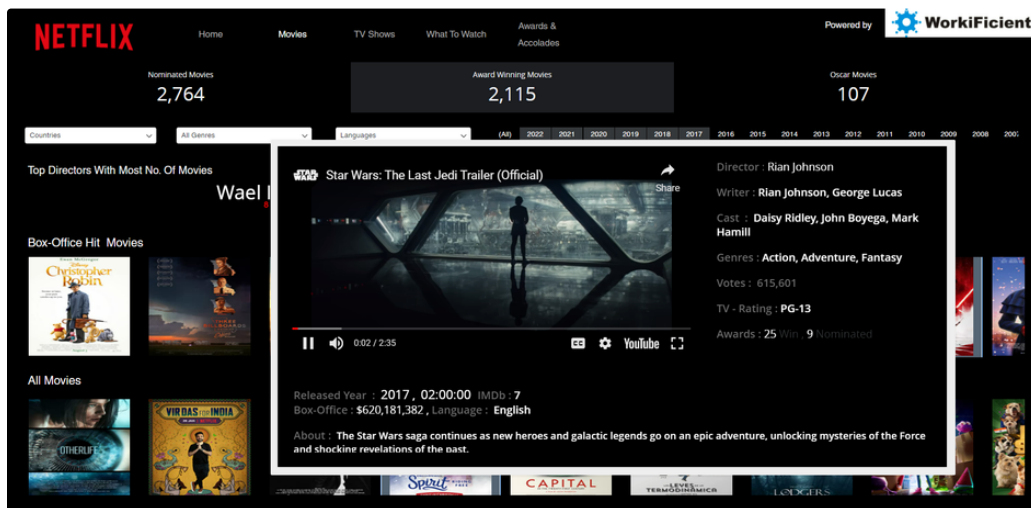 NETFLIX
Home
Movies
TV Shows
What To Watch
Awards &
Accolades
Powered by
WorkiFicient
Nominated Movies
2,764
Award Winning Movies
2,115
Oscar Movies
107
Countries
All Genres
Languages
(All) 2022 2021 2020 2019 2018 2017 2016 2015 2014 2013 2012 2011 2010 2009 2008
Top Directors With Most No. Of Movies
Wael
Star Wars: The Last Jedi Trailer (Official)
Share
0:02 / 2:35
CC
YouTube
Director : Rian Johnson
Writer : Rian Johnson, George Lucas
Cast : Daisy Ridley, John Boyega, Mark
Hamill
Genres : Action, Adventure, Fantasy
Votes : 615,601
TV - Rating : PG-13
Awards : 25 Win , 9 Nominated
Released Year : 2017 , 02:00:00 IMDb : 7
Box-Office : $620,181,382 , Language : English
About : The Star Wars saga continues as new heroes and galactic legends go on an epic adventure, unlocking mysteries of the Force
and shocking revelations of the past.
Box-Office Hit Movies
Christopher
Robin
All Movies
OTHERLIFE
VIR DAS FOR INDIA
Spirit
CAPITAL
LEYES
TERMODINÁMICA
LODGERS